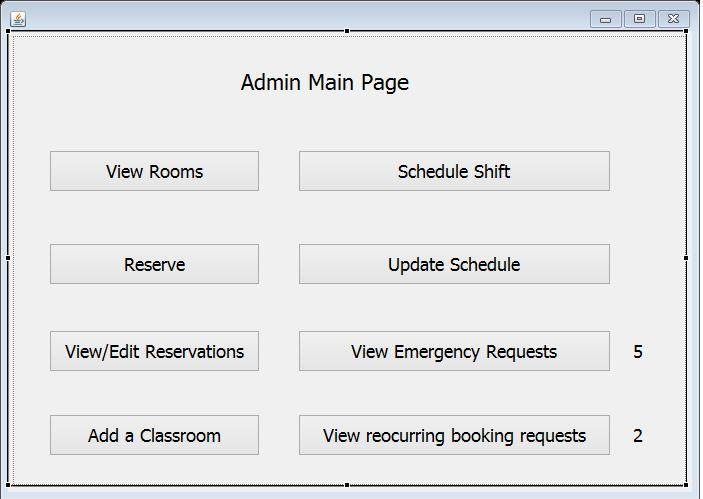 Admin Main Page
View Rooms
Schedule Shift
Reserve
Update Schedule
View/Edit Reservations
View Emergency Requests
5
Add a Classroom
View reocurring booking requests
2